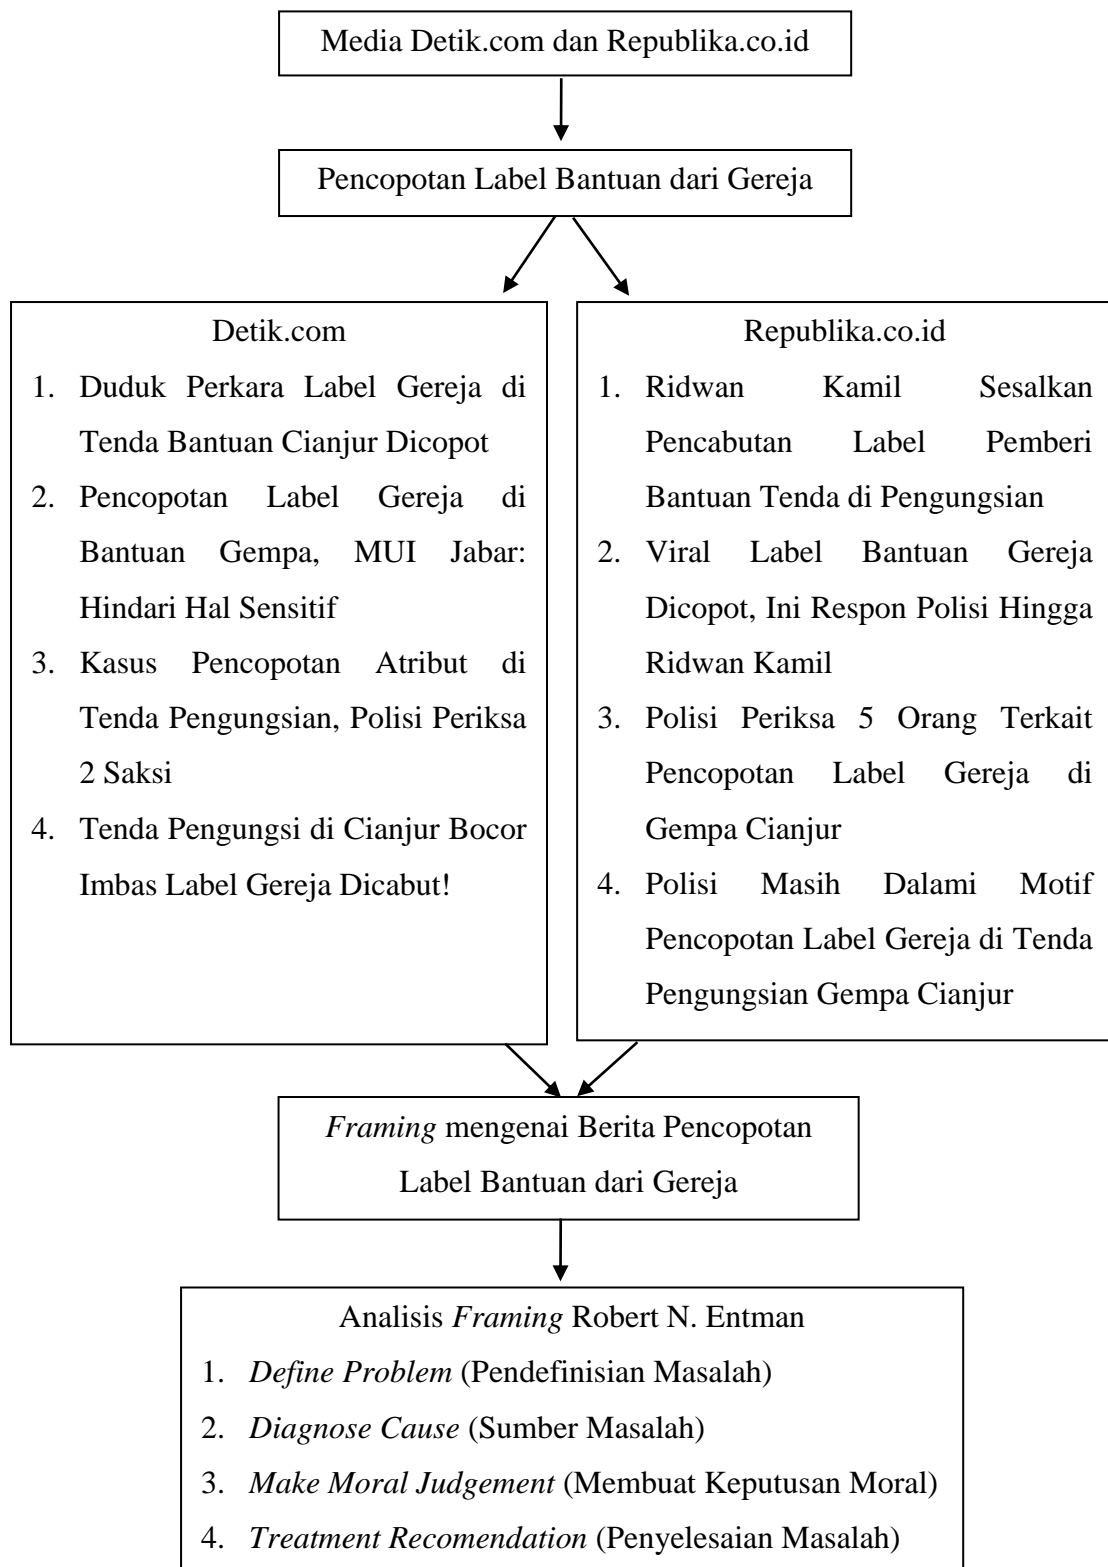 Media Detik.com dan Republika.co.id
Pencopotan Label Bantuan dari Gereja
Detik.com
1. Duduk Perkara Label Gereja di
Tenda Bantuan Cianjur Dicopot
2. Pencopotan Label Gereja di
Bantuan Gempa, MUI Jabar:
Hindari Hal Sensitif
3. Kasus Pencopotan Atribut di
Tenda Pengungsian, Polisi Periksa
2 Saksi
4. Tenda Pengungsi di Cianjur Bocor
Imbas Label Gereja Dicabut!
Republika.co.id
1. Ridwan Kamil Sesalkan
Pencabutan Label Pemberi
Bantuan Tenda di Pengungsian
2. Viral Label Bantuan Gereja
Dicopot, Ini Respon Polisi Hingga
Ridwan Kamil
3. Polisi Periksa 5 Orang Terkait
Pencopotan Label Gereja di
Gempa Cianjur
4. Polisi Masih Dalami Motif
Pencopotan Label Gereja di Tenda
Pengungsian Gempa Cianjur
Framing mengenai Berita Pencopotan
Label Bantuan dari Gereja
Analisis Framing Robert N. Entman
1. Define Problem (Pendefinisian Masalah)
2. Diagnose Cause (Sumber Masalah)
3. Make Moral Judgement (Membuat Keputusan Moral)
4. Treatment Recomendation (Penyelesaian Masalah)